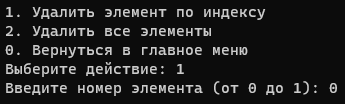 1. Удалить элемент по индексу
2. Удалить все элементы
0. Вернуться в главное меню
Выберите действие: 1
Введите номер элемента (от 0 до 1): 0